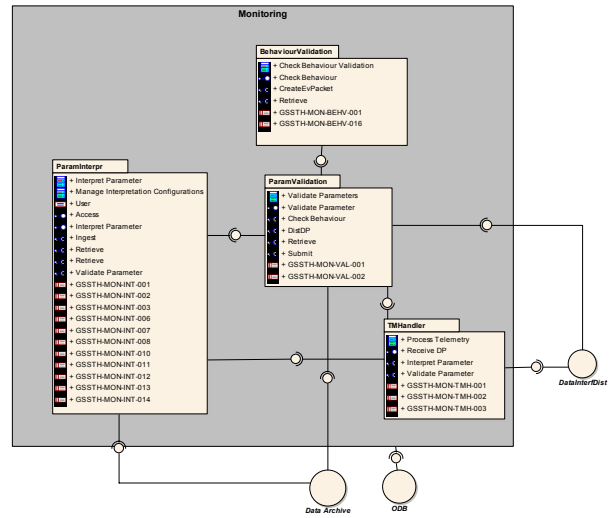 Monitoring
BehaviourValidation
+ Check Behaviour Validation
+ CheckBehaviour
+ CreateEvPacket
+ Retrieve
+ GSSTH-MON-BEHV-001
+ GSSTH-MON-BEHV-016
ParamInterpr
+ Interpret Parameter
+ Manage Interpretation Configurations
+ User
+ Access
+ Interpret Parameter
+ Ingest
+ Retrieve
+ Retrieve
+ Validate Parameter
+ GSSTH-MON-INT-001
+ GSSTH-MON-INT-002
+ GSSTH-MON-INT-003
+ GSSTH-MON-INT-006
+ GSSTH-MON-INT-007
+ GSSTH-MON-INT-008
+ GSSTH-MON-INT-010
+ GSSTH-MON-INT-011
+ GSSTH-MON-INT-012
+ GSSTH-MON-INT-013
+ GSSTH-MON-INT-014
ParamValidation
+ Validate Parameters
+ Validate Parameter
+ CheckBehaviour
+ DistDP
+ Retrieve
+ Submit
+ GSSTH-MON-VAL-001
+ GSSTH-MON-VAL-002
TMHandler
+ Process Telemetry
+ Receive DP
+ Interpret Parameter
+ Validate Parameter
+ GSSTH-MON-TMH-001
+ GSSTH-MON-TMH-002
+ GSSTH-MON-TMH-003
DataInterfDist
Data Archive
ODB